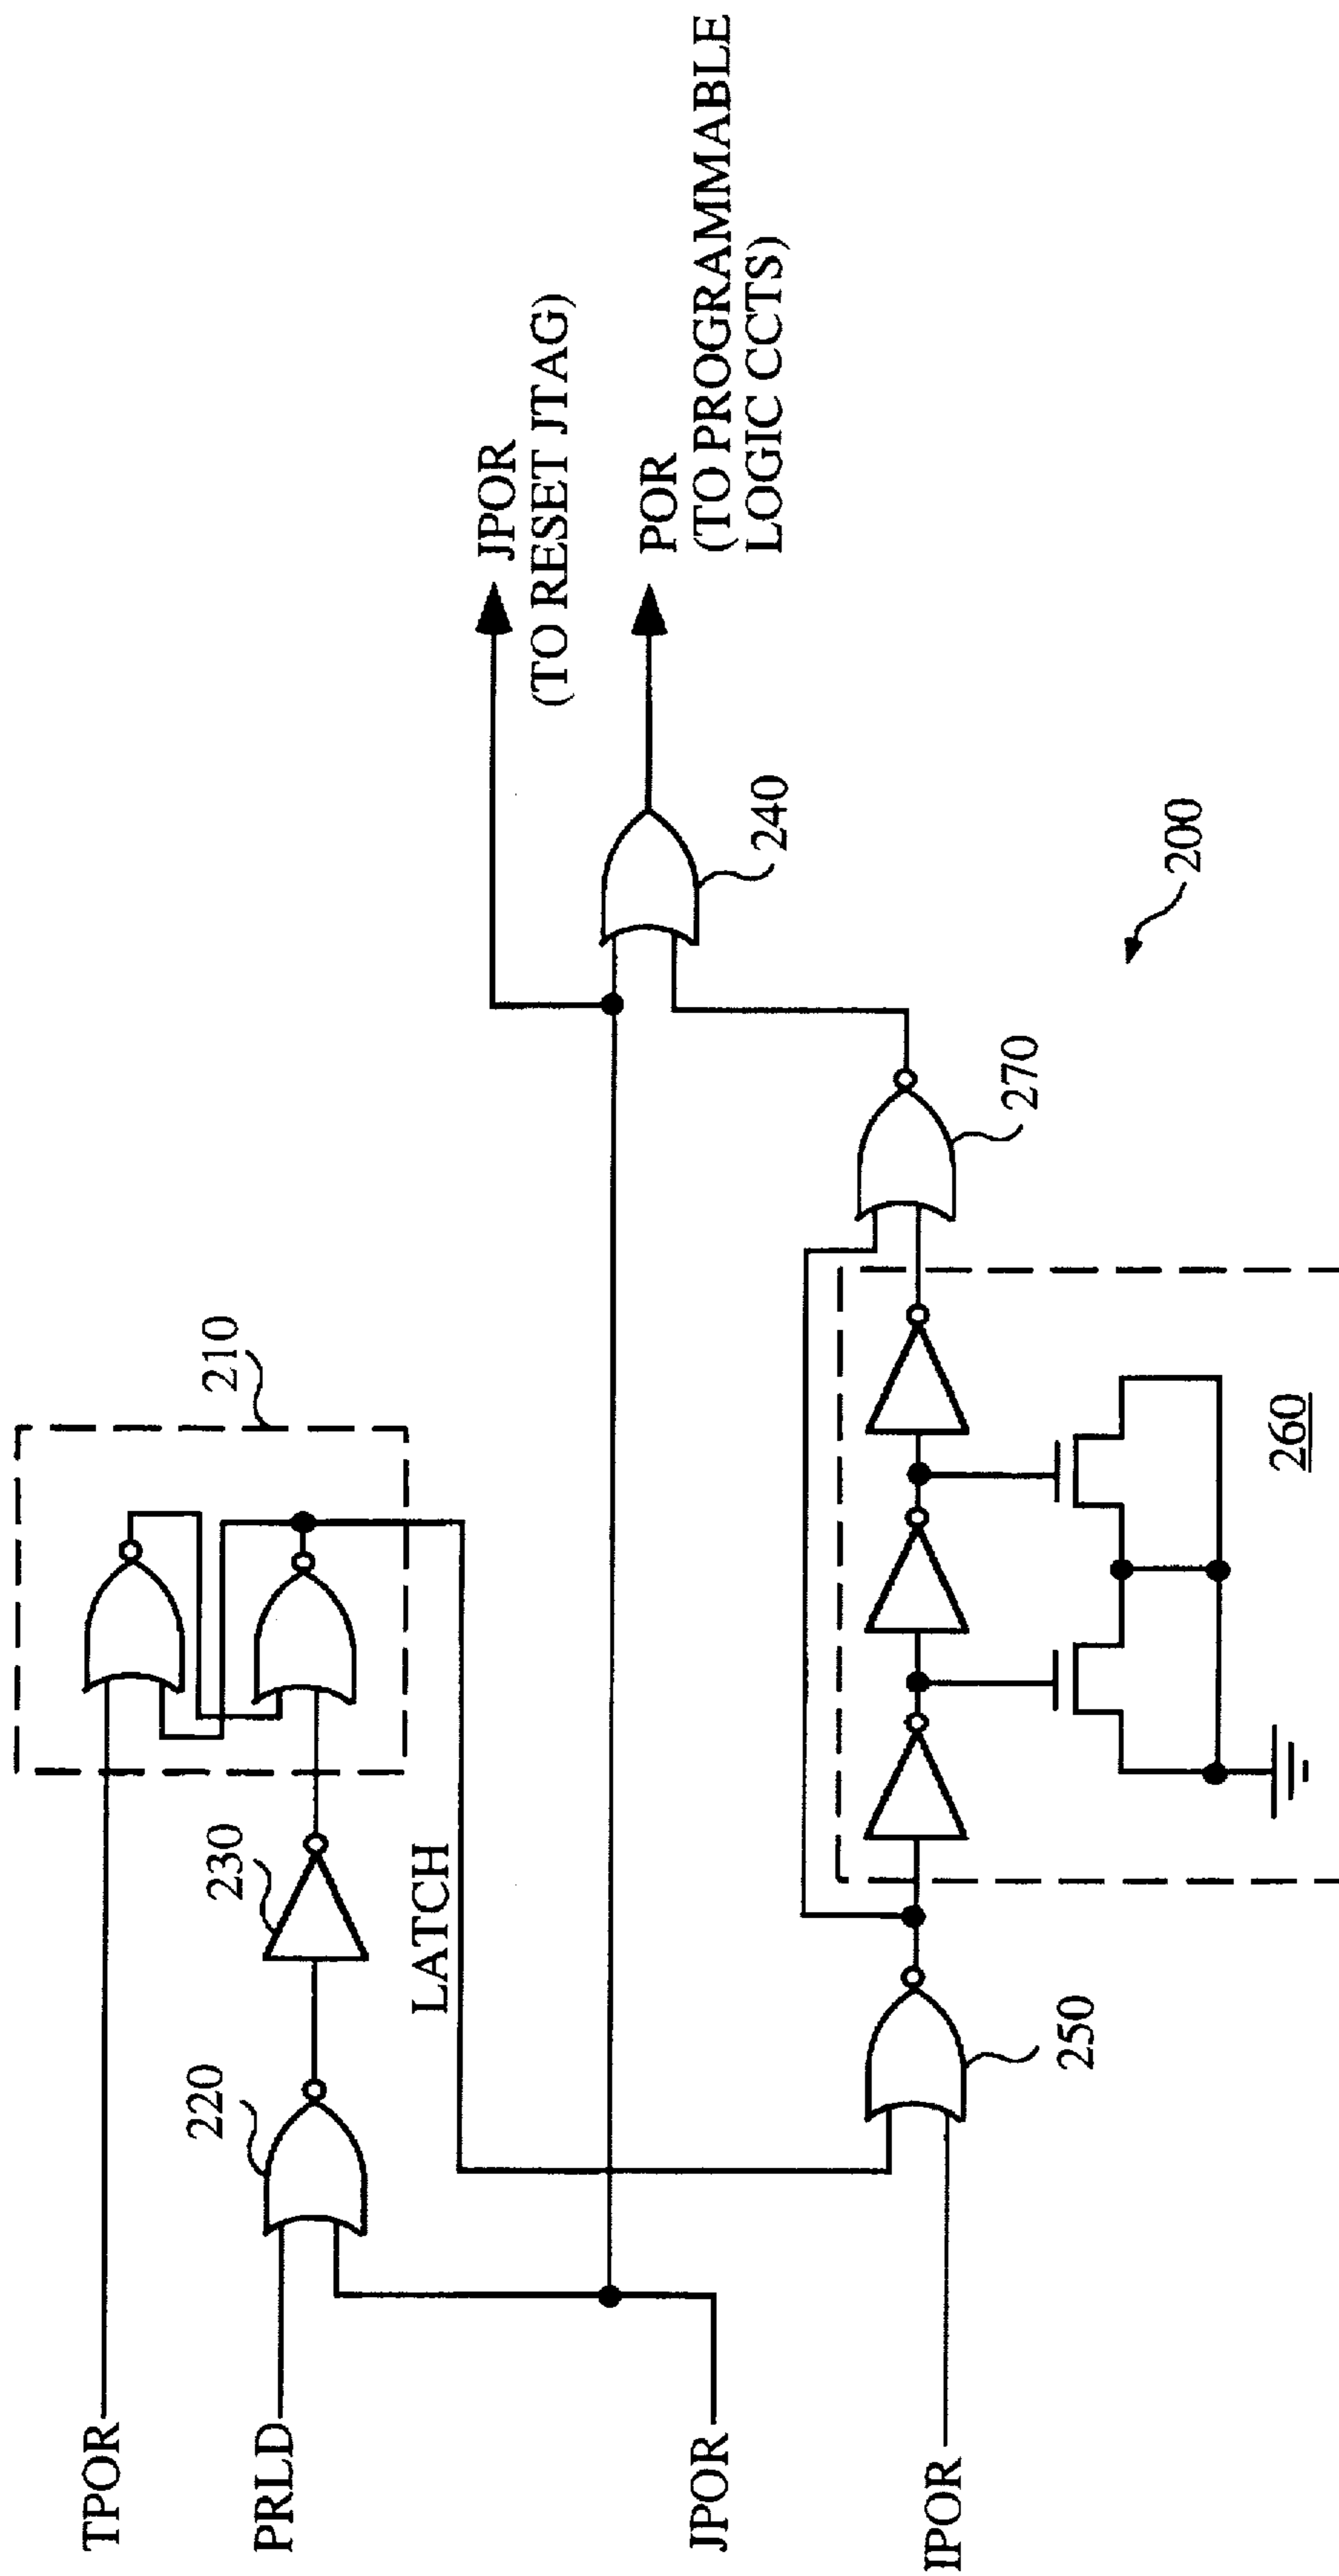 TPOR
PRLD
JPOR
IPOR
220
230
210
LATCH
250
260
270
240
JPOR
(TO RESET JTAG)
POR
(TO PROGRAMMABLE
LOGIC CCTS)
200